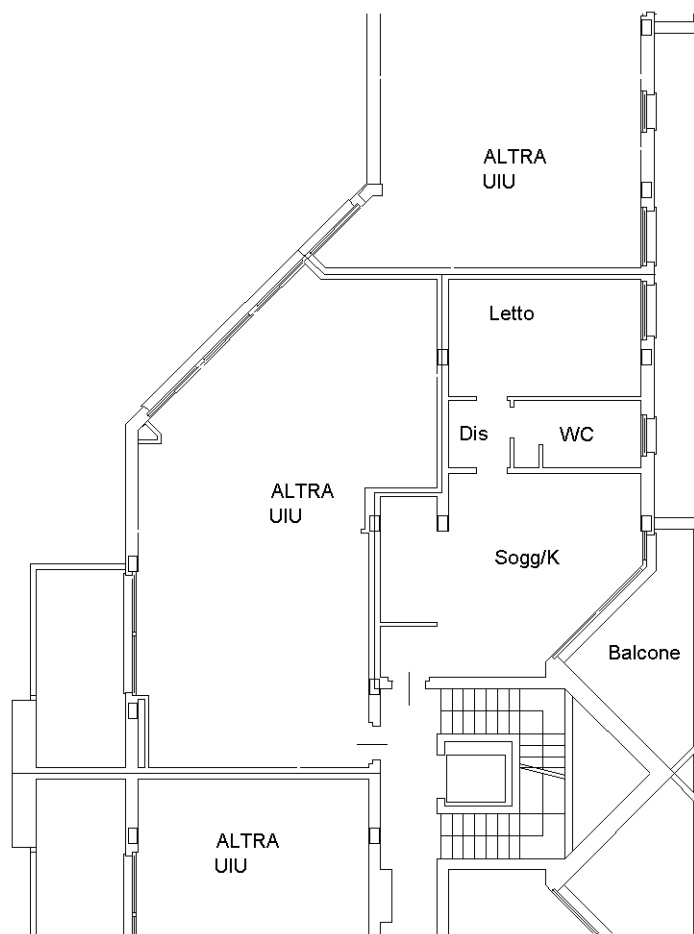 ALTRA
UIU
Letto
Dis
WC
ALTRA
UIU
Sogg/K
Balcone
ALTRA
UIU